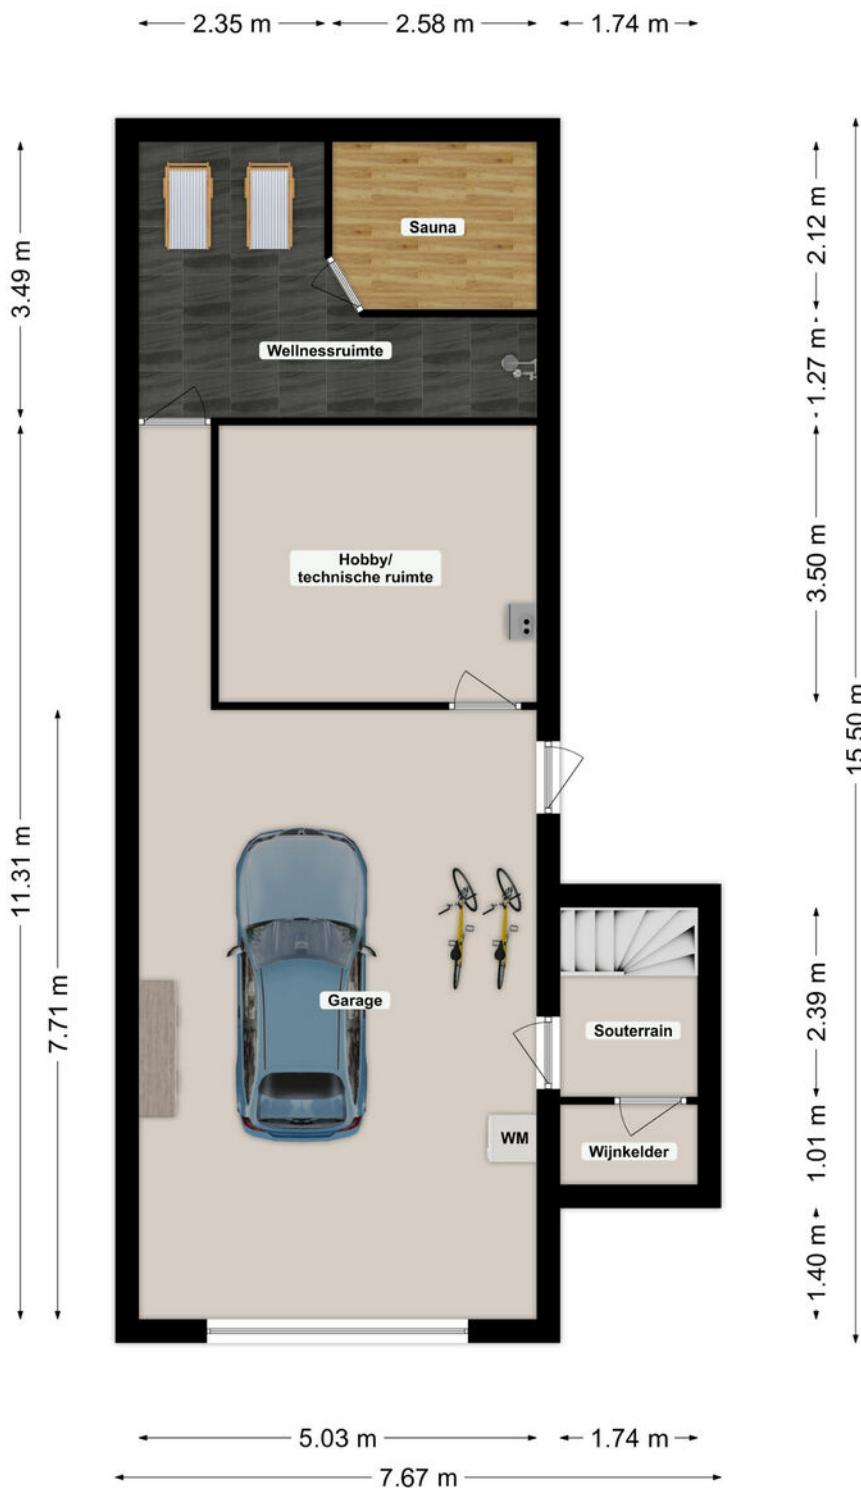 2.35 m
2.58 m
1.74 m
3.49 m
2.12 m
Sauna
Wellnessruimte
1.27 m
Hobby/
technische ruimte
3.50 m
15.50 m
11.31 m
7.71 m
Garage
Souterrain
2.39 m
WM
Wijnkelder
1.01 m
1.40 m
5.03 m
1.74 m
7.67 m